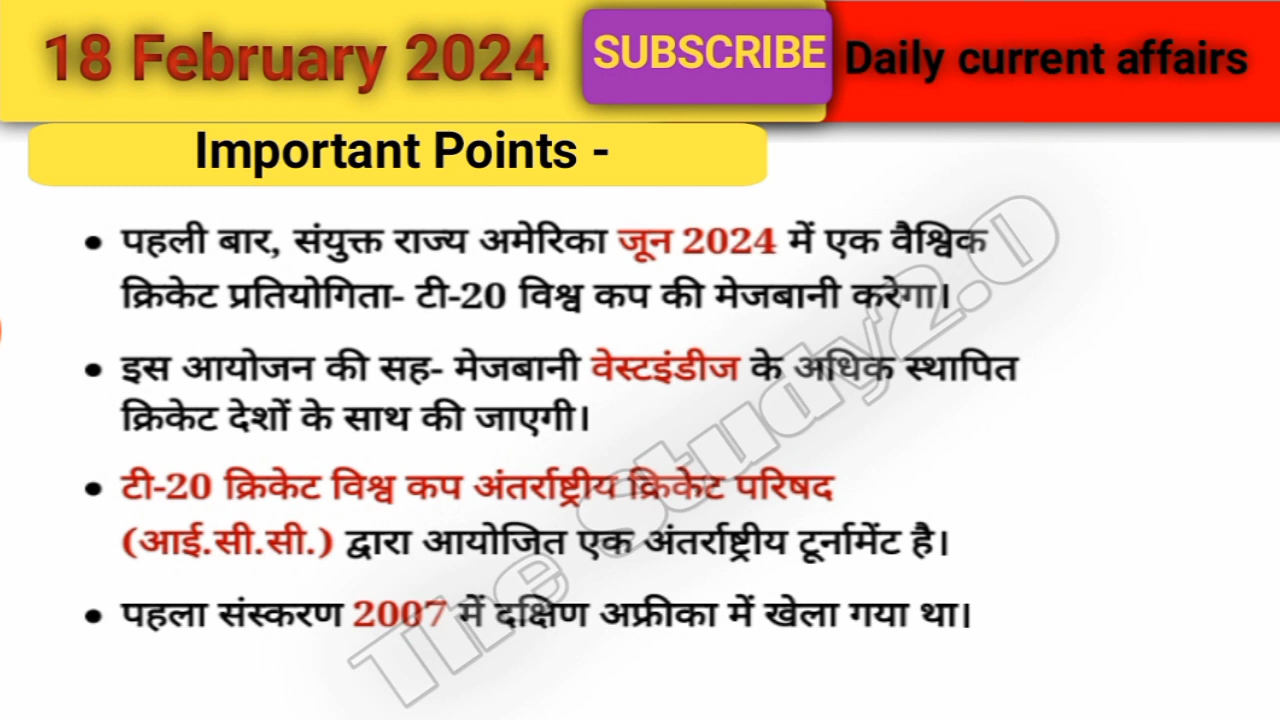 18 February 2024 SUBSCRIBE Daily current affairs
Important Points -
• पहली बार, संयुक्त राज्य अमेरिका जून 2024 में एक वैश्विक
क्रिकेट प्रतियोगिता- टी-20 विश्व कप की मेजबानी करेगा।
• इस आयोजन की सह- मेजबानी वेस्टइंडीज के अधिक स्थापित
क्रिकेट देशों के साथ की जाएगी।
• टी-20 क्रिकेट विश्व कप अंतर्राष्ट्रीय क्रिकेट परिषद
(आई.सी.सी.) द्वारा आयोजित एक अंतर्राष्ट्रीय टूर्नामेंट है।
• पहला संस्करण 2007 में दक्षिण अफ्रीका में खेला गया था।
The Study2.0